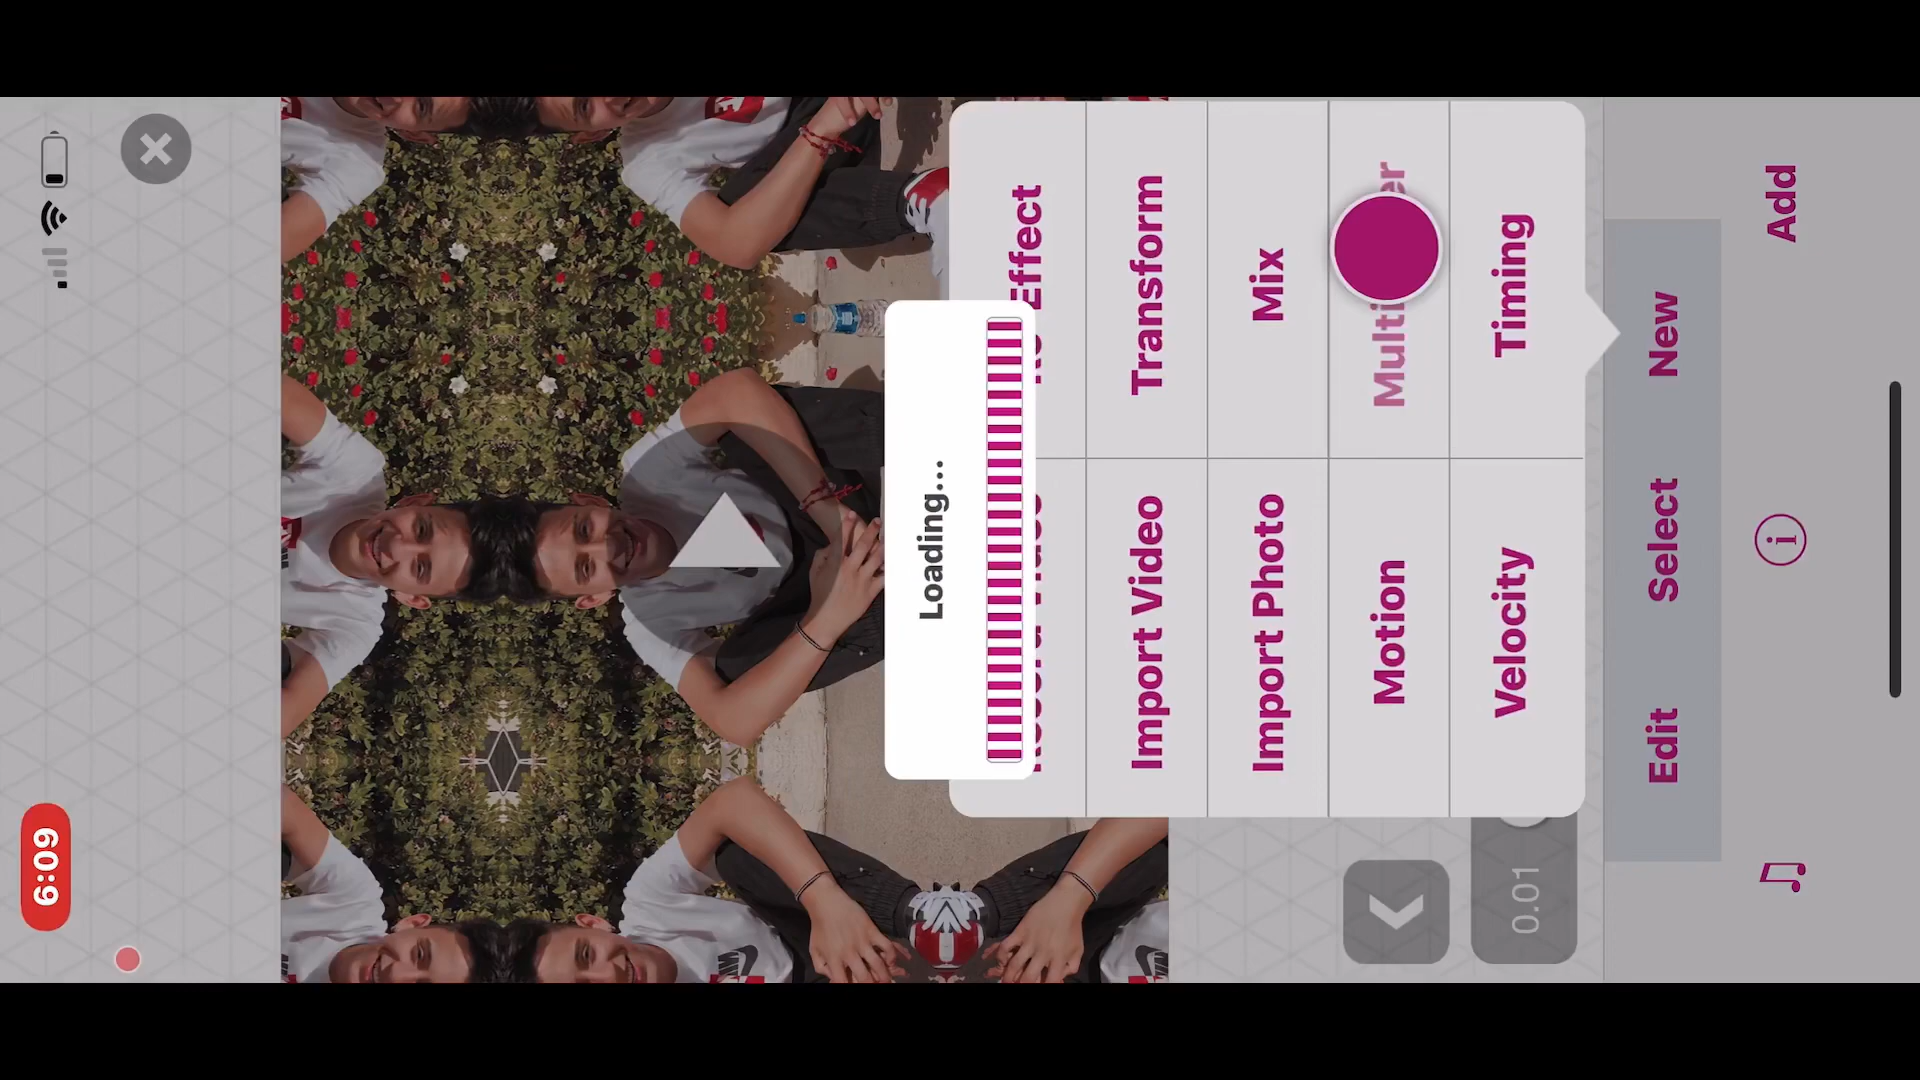 6:09
Loading...
Effect
Import Video
Transform
Import Photo
Mix
Motion
Velocity
Timing
0.01
Edit
Select
New
Add